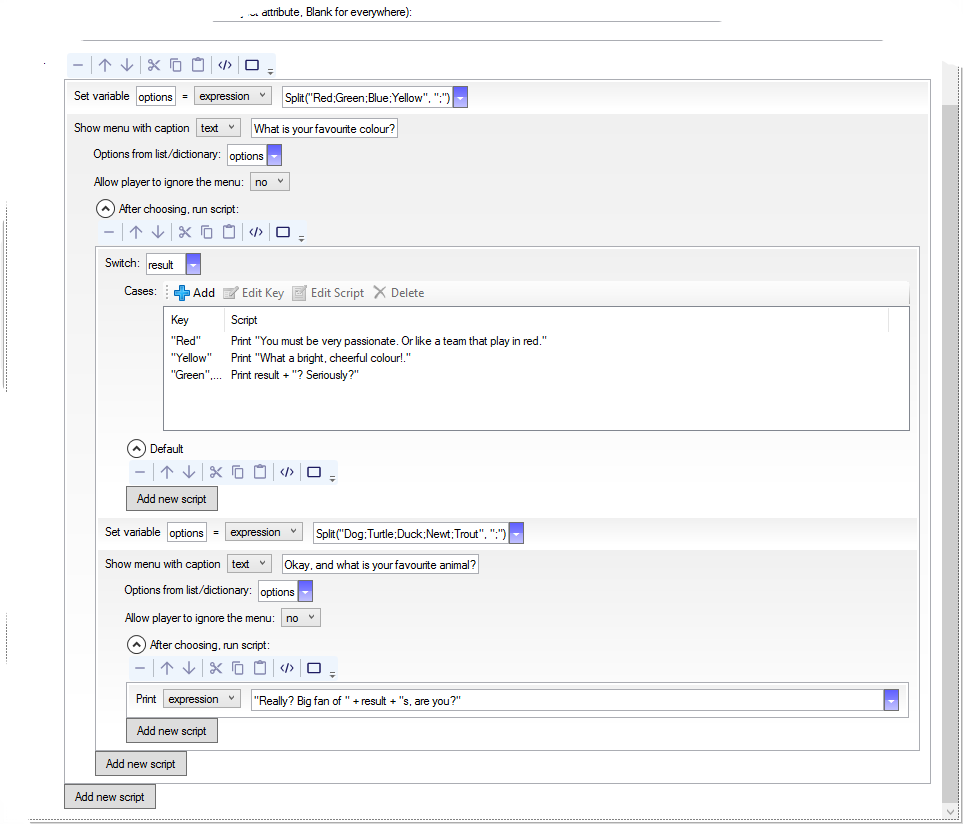 attribute, Blank for everywhere):
Set variable options = expression Split("Red;Green;Blue;Yellow", ";")
Show menu with caption text What is your favourite colour?
Options from list/dictionary: options
Allow player to ignore the menu: no
After choosing, run script:
Switch: result
Cases: Add Edit Key Edit Script Delete
Key Script
"Red" Print "You must be very passionate. Or like a team that play in red."
"Yellow" Print "What a bright, cheerful colour!."
"Green",... Print result + "? Seriously?"
Default
Add new script
Set variable options = expression Split("Dog;Turtle;Duck;Newt;Trout", ";")
Show menu with caption text Okay, and what is your favourite animal?
Options from list/dictionary: options
Allow player to ignore the menu: no
After choosing, run script:
Print expression "Really? Big fan of " + result + "s, are you?"
Add new script
Add new script
Add new script